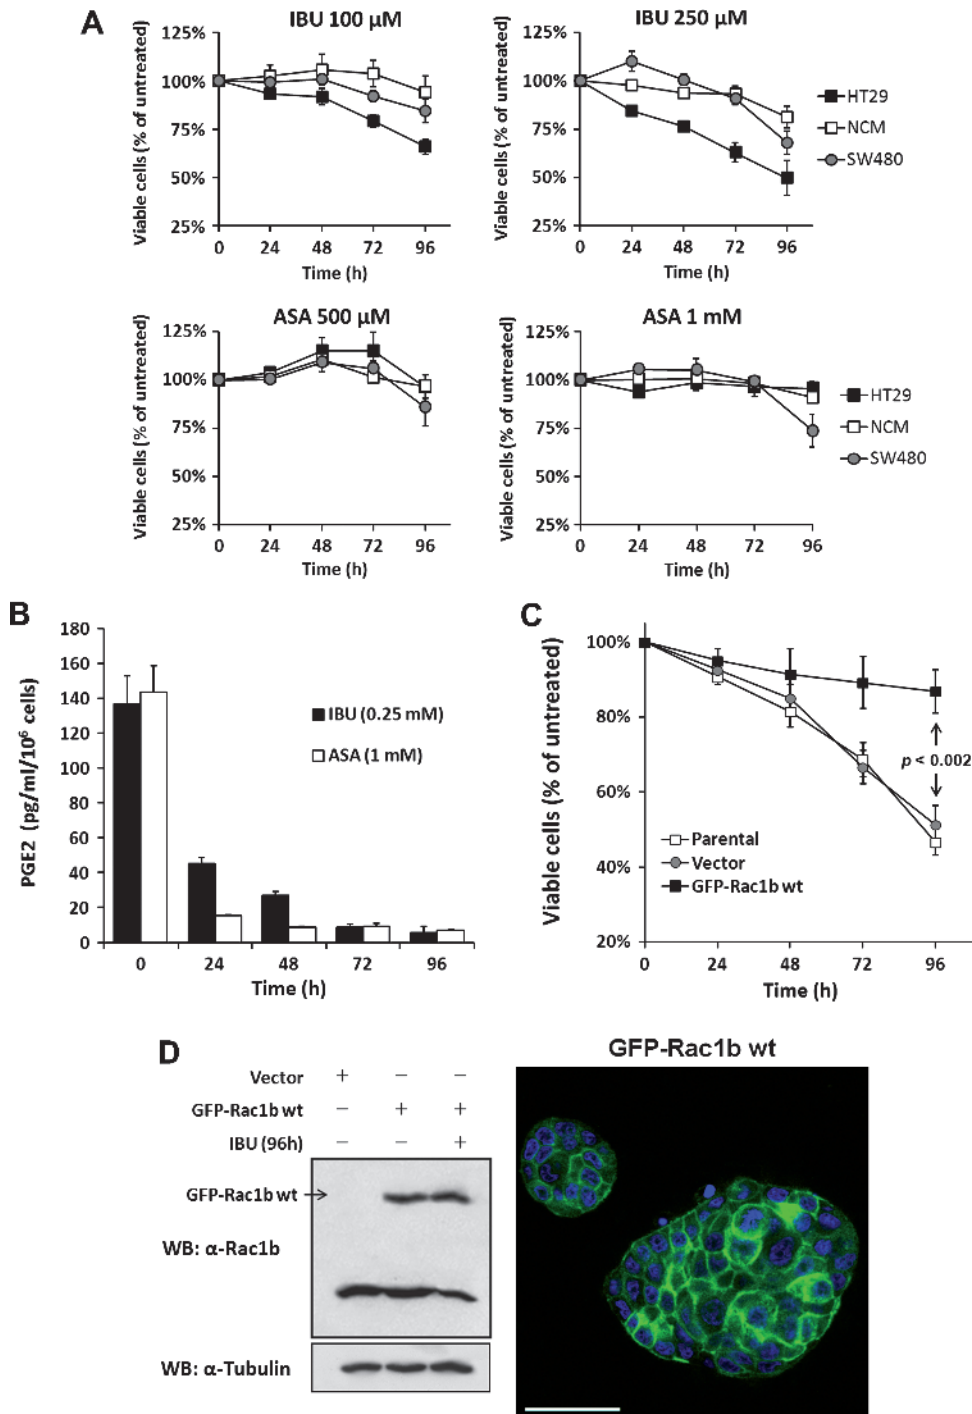 A
IBU 100 µM
125%
100%
75%
50%
25%
Viable cells (% of untreated)
0 24 48 72 96
Time (h)
IBU 250 µM
125%
100%
75%
50%
25%
Viable cells (% of untreated)
0 24 48 72 96
Time (h)
HT29
NCM
SW480
ASA 500 µM
125%
100%
75%
50%
25%
Viable cells (% of untreated)
0 24 48 72 96
Time (h)
ASA 1 mM
125%
100%
75%
50%
25%
Viable cells (% of untreated)
0 24 48 72 96
Time (h)
HT29
NCM
SW480
B
180
160
140
120
100
80
60
40
20
0
PGE2 (pg/ml/10⁶ cells)
IBU (0.25 mM)
ASA (1 mM)
0 24 48 72 96
Time (h)
C
100%
80%
60%
40%
20%
Viable cells (% of untreated)
p < 0.002
Parental
Vector
GFP-Rac1b wt
0 24 48 72 96
Time (h)
D
Vector + − −
GFP-Rac1b wt − + +
IBU (96h) − − +
GFP-Rac1b wt
WB: α-Rac1b
WB: α-Tubulin
GFP-Rac1b wt